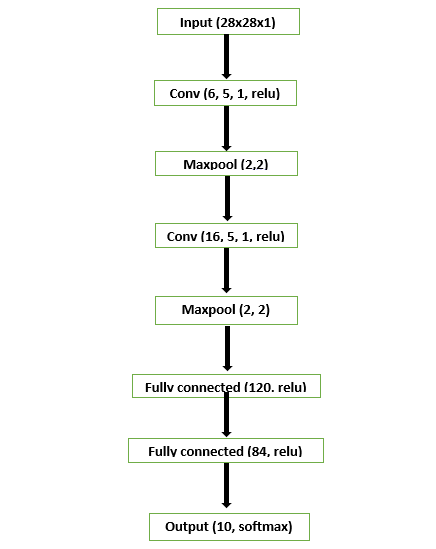 Input (28x28x1)
Conv (6, 5, 1, relu)
Maxpool (2,2)
Conv (16, 5, 1, relu)
Maxpool (2, 2)
Fully connected (120, relu)
Fully connected (84, relu)
Output (10, softmax)